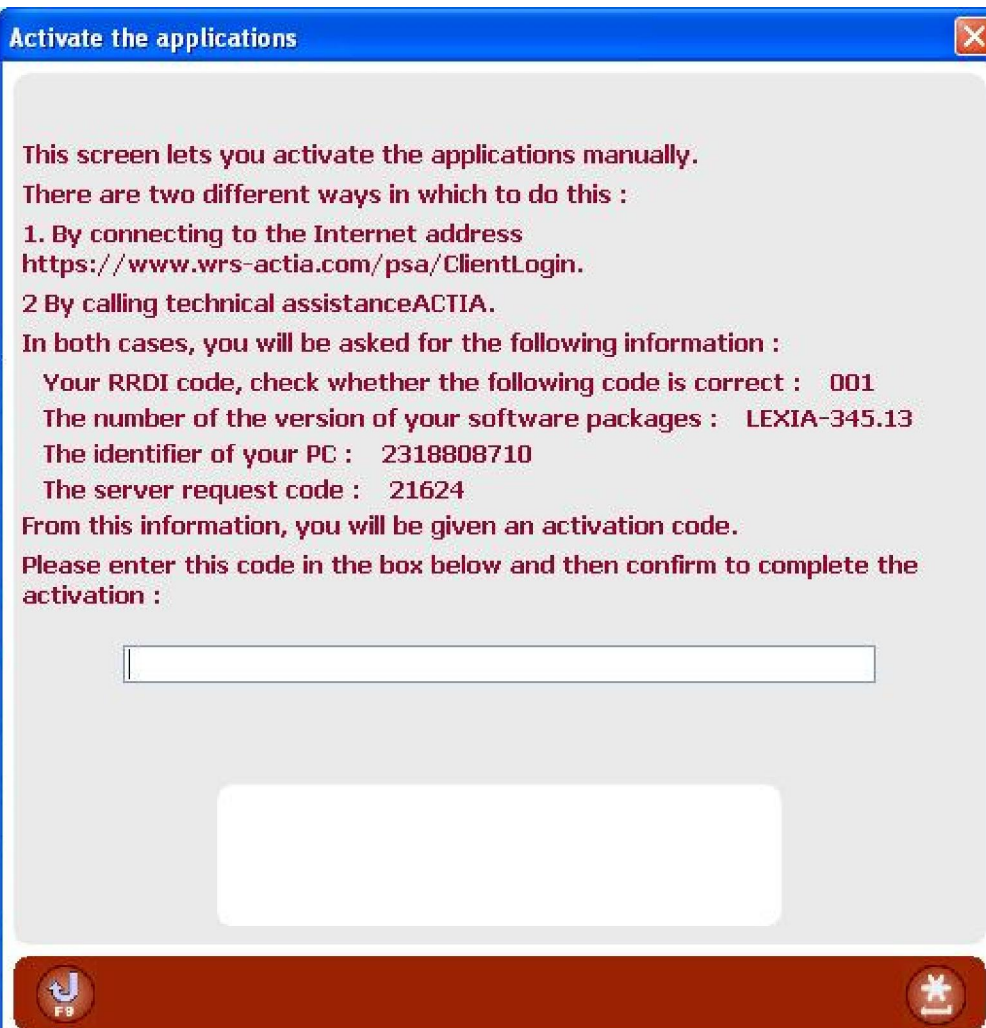 Activate the applications
This screen lets you activate the applications manually.
There are two different ways in which to do this :
1. By connecting to the Internet address
https://www.wrs-actia.com/psa/ClientLogin.
2 By calling technical assistanceACTIA.
In both cases, you will be asked for the following information :
Your RRDI code, check whether the following code is correct : 001
The number of the version of your software packages : LEXIA-345.13
The identifier of your PC : 2318808710
The server request code : 21624
From this information, you will be given an activation code.
Please enter this code in the box below and then confirm to complete the
activation :
F9